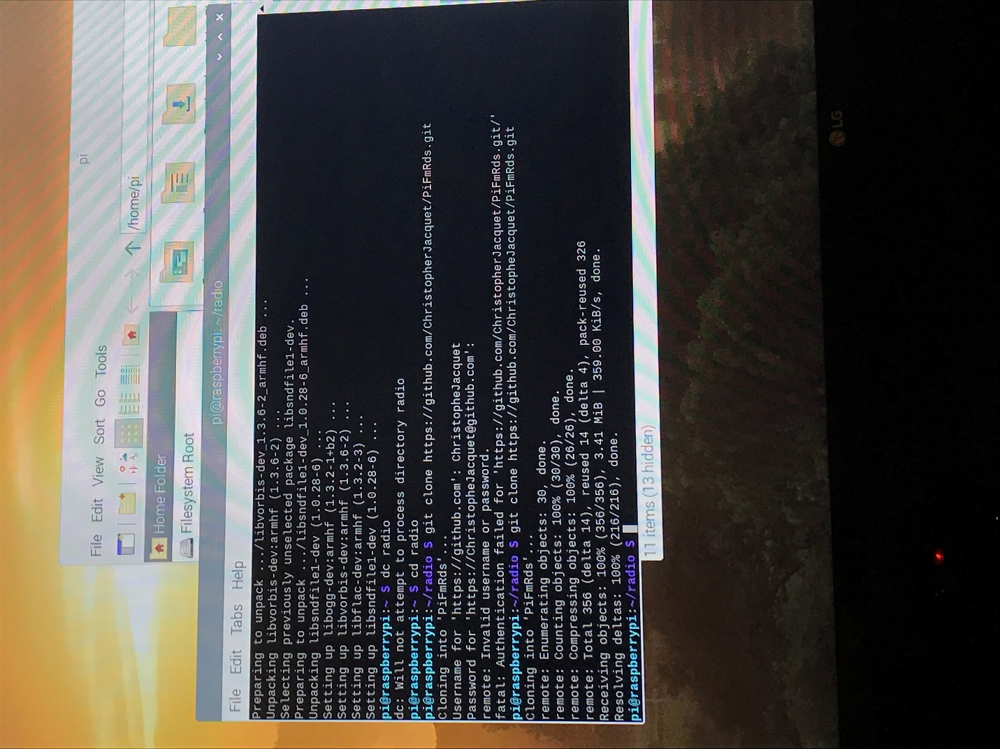 pi
File Edit View Sort Go Tools
/home/pi
Home Folder
Filesystem Root
pi@raspberrypi: ~/radio
File Edit Tabs Help
Preparing to unpack .../libvorbis-dev_1.3.6-2_armhf.deb ...
Unpacking libvorbis-dev:armhf (1.3.6-2) ...
Selecting previously unselected package libsndfile1-dev.
Preparing to unpack .../libsndfile1-dev_1.0.28-6_armhf.deb ...
Unpacking libsndfile1-dev (1.0.28-6) ...
Setting up libogg-dev:armhf (1.3.2-1+b2) ...
Setting up libvorbis-dev:armhf (1.3.6-2) ...
Setting up libflac-dev:armhf (1.3.2-3) ...
Setting up libsndfile1-dev (1.0.28-6) ...
pi@raspberrypi:~ $ dc radio
dc: Will not attempt to process directory radio
pi@raspberrypi:~ $ cd radio
pi@raspberrypi:~/radio $ git clone https://github.com/ChristopherJacquet/PiFmRds.git
Cloning into 'PiFmRds'...
Username for 'https://github.com': ChristopheJacquet
Password for 'https://ChristopheJacquet@github.com':
remote: Invalid username or password.
fatal: Authentication failed for 'https://github.com/ChristopherJacquet/PiFmRds.git/'
pi@raspberrypi:~/radio $ git clone https://github.com/ChristopheJacquet/PiFmRds.git
Cloning into 'PiFmRds'...
remote: Enumerating objects: 30, done.
remote: Counting objects: 100% (30/30), done.
remote: Compressing objects: 100% (26/26), done.
remote: Total 356 (delta 14), reused 14 (delta 4), pack-reused 326
Receiving objects: 100% (356/356), 3.41 MiB | 359.00 KiB/s, done.
Resolving deltas: 100% (216/216), done.
pi@raspberrypi:~/radio $
11 items (13 hidden)
LG